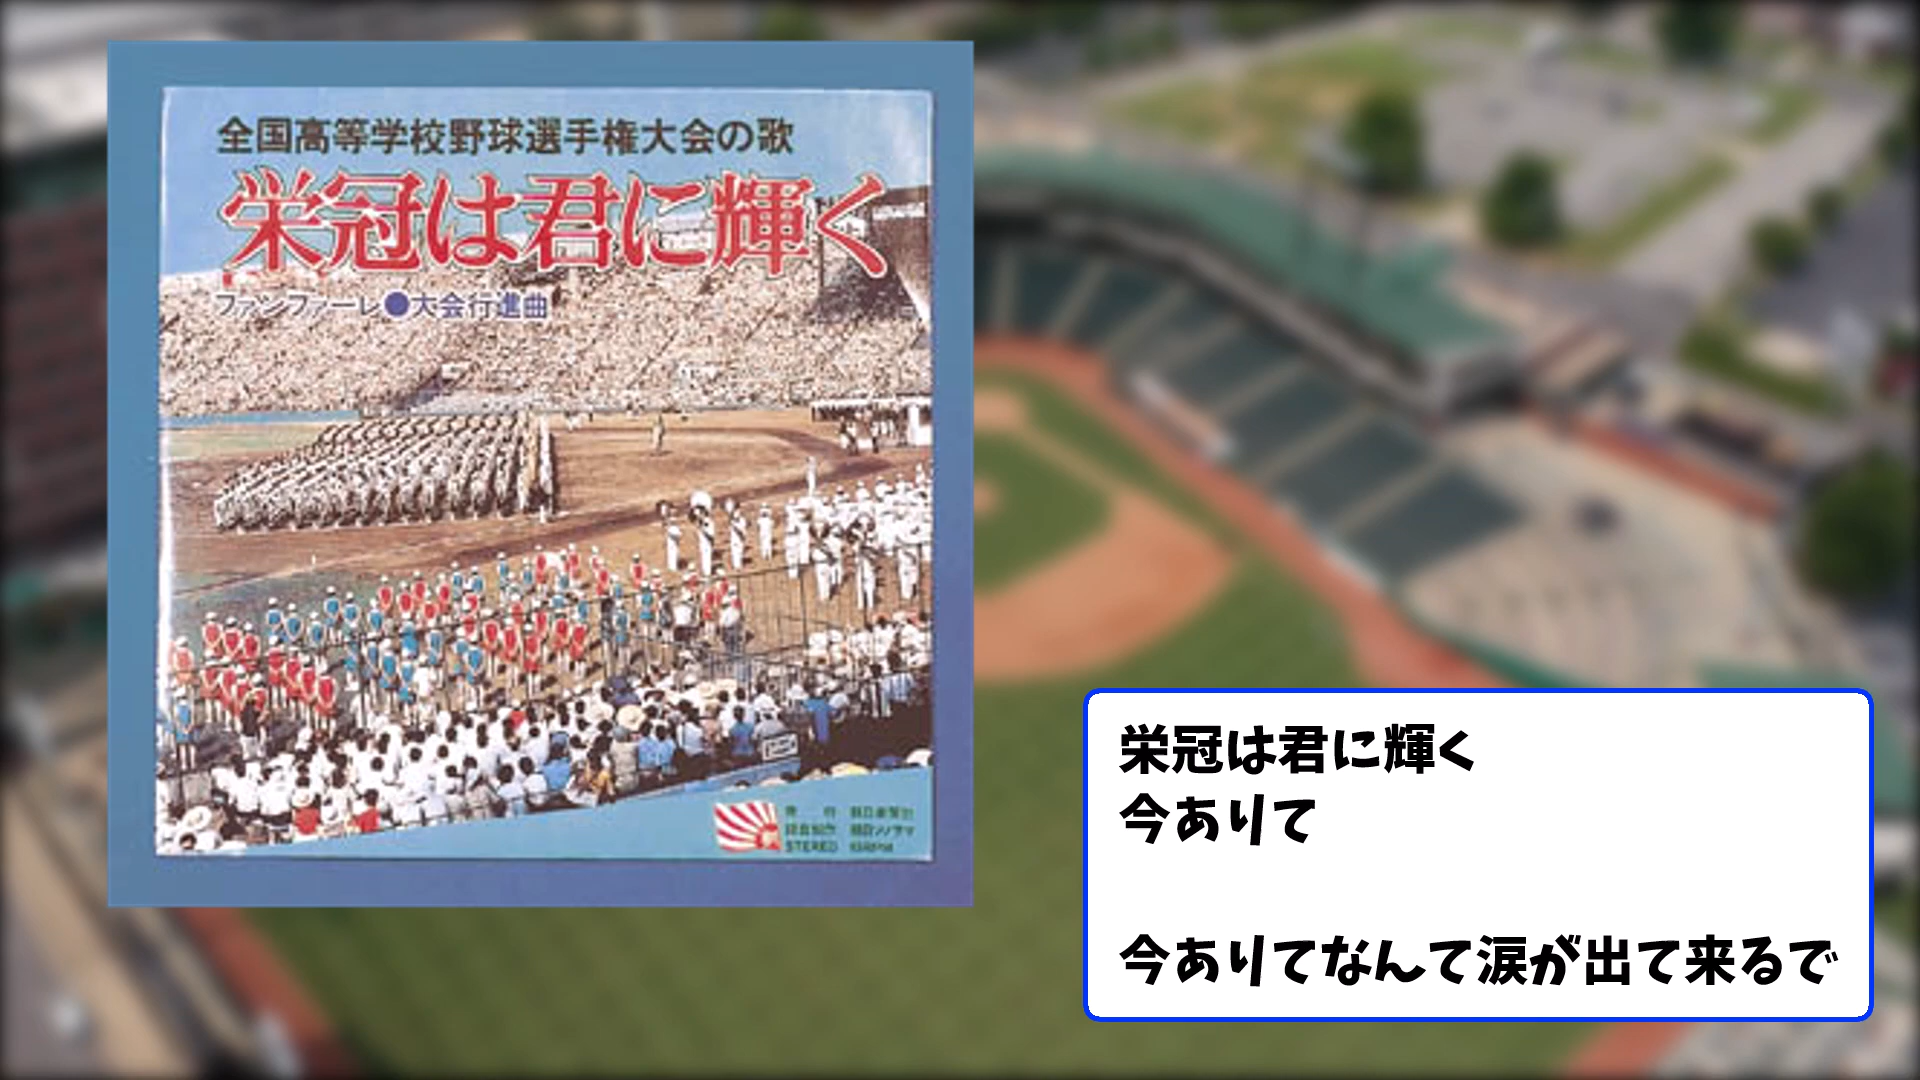 全国高等学校野球選手権大会の歌
栄冠は君に輝く
ファンファーレ●大会行進曲
STEREO
栄冠は君に輝く
今ありて
今ありてなんて涙が出て来るで